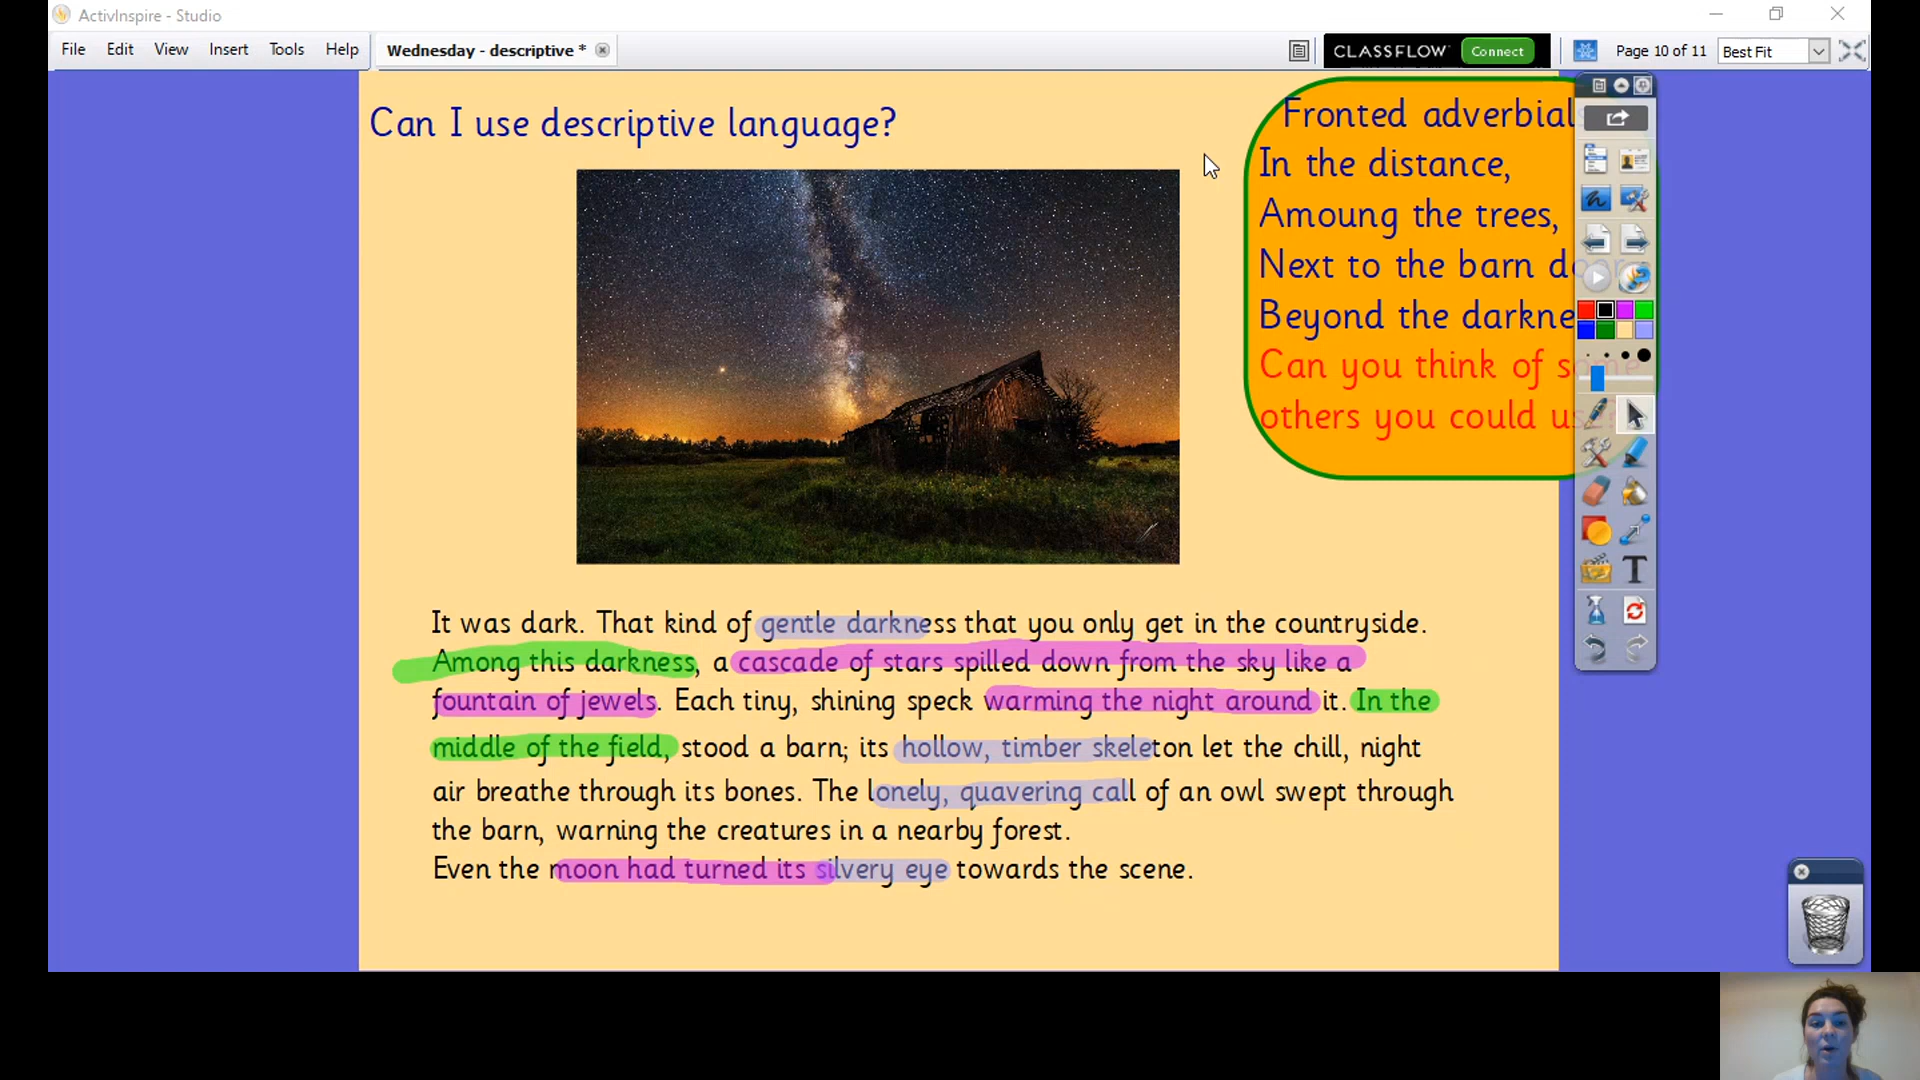 ActivInspire - Studio
File Edit View Insert Tools Help
Wednesday - descriptive *
CLASSFLOW Connect
Page 10 of 11
Best Fit
Can I use descriptive language?
Fronted adverbial
In the distance,
Amoung the trees,
Next to the barn door
Beyond the darkne
Can you think of some
others you could us
It was dark. That kind of gentle darkness that you only get in the countryside.
Among this darkness, a cascade of stars spilled down from the sky like a
fountain of jewels. Each tiny, shining speck warming the night around it. In the
middle of the field, stood a barn; its hollow, timber skeleton let the chill, night
air breathe through its bones. The lonely, quavering call of an owl swept through
the barn, warning the creatures in a nearby forest.
Even the moon had turned its silvery eye towards the scene.